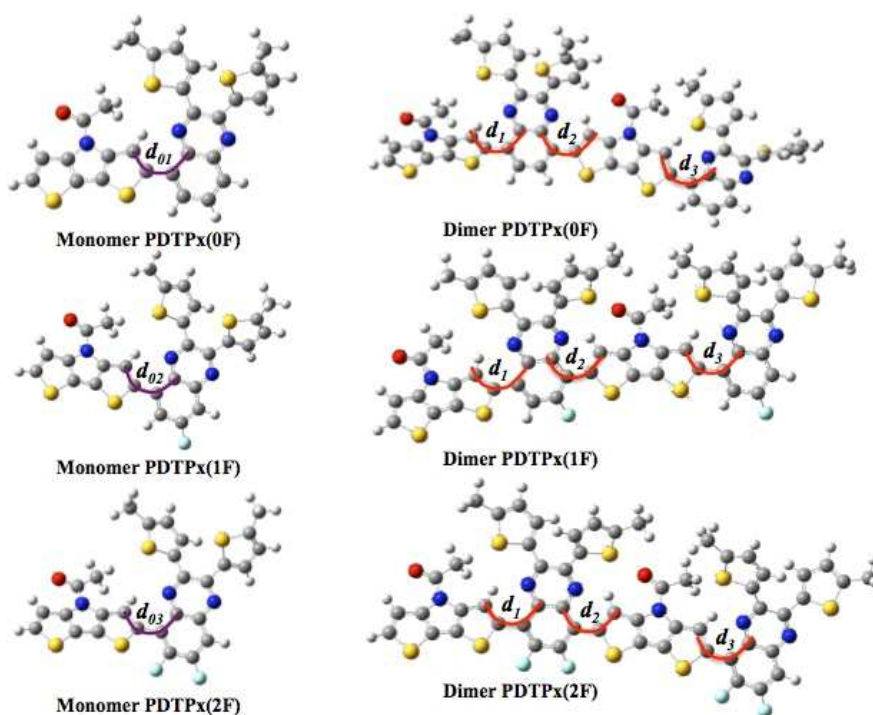 d01
d1 d2 d3
Monomer PDTPx(0F) Dimer PDTPx(0F)
d02
d1 d2 d3
Monomer PDTPx(1F) Dimer PDTPx(1F)
d03
d1 d2 d3
Monomer PDTPx(2F) Dimer PDTPx(2F)